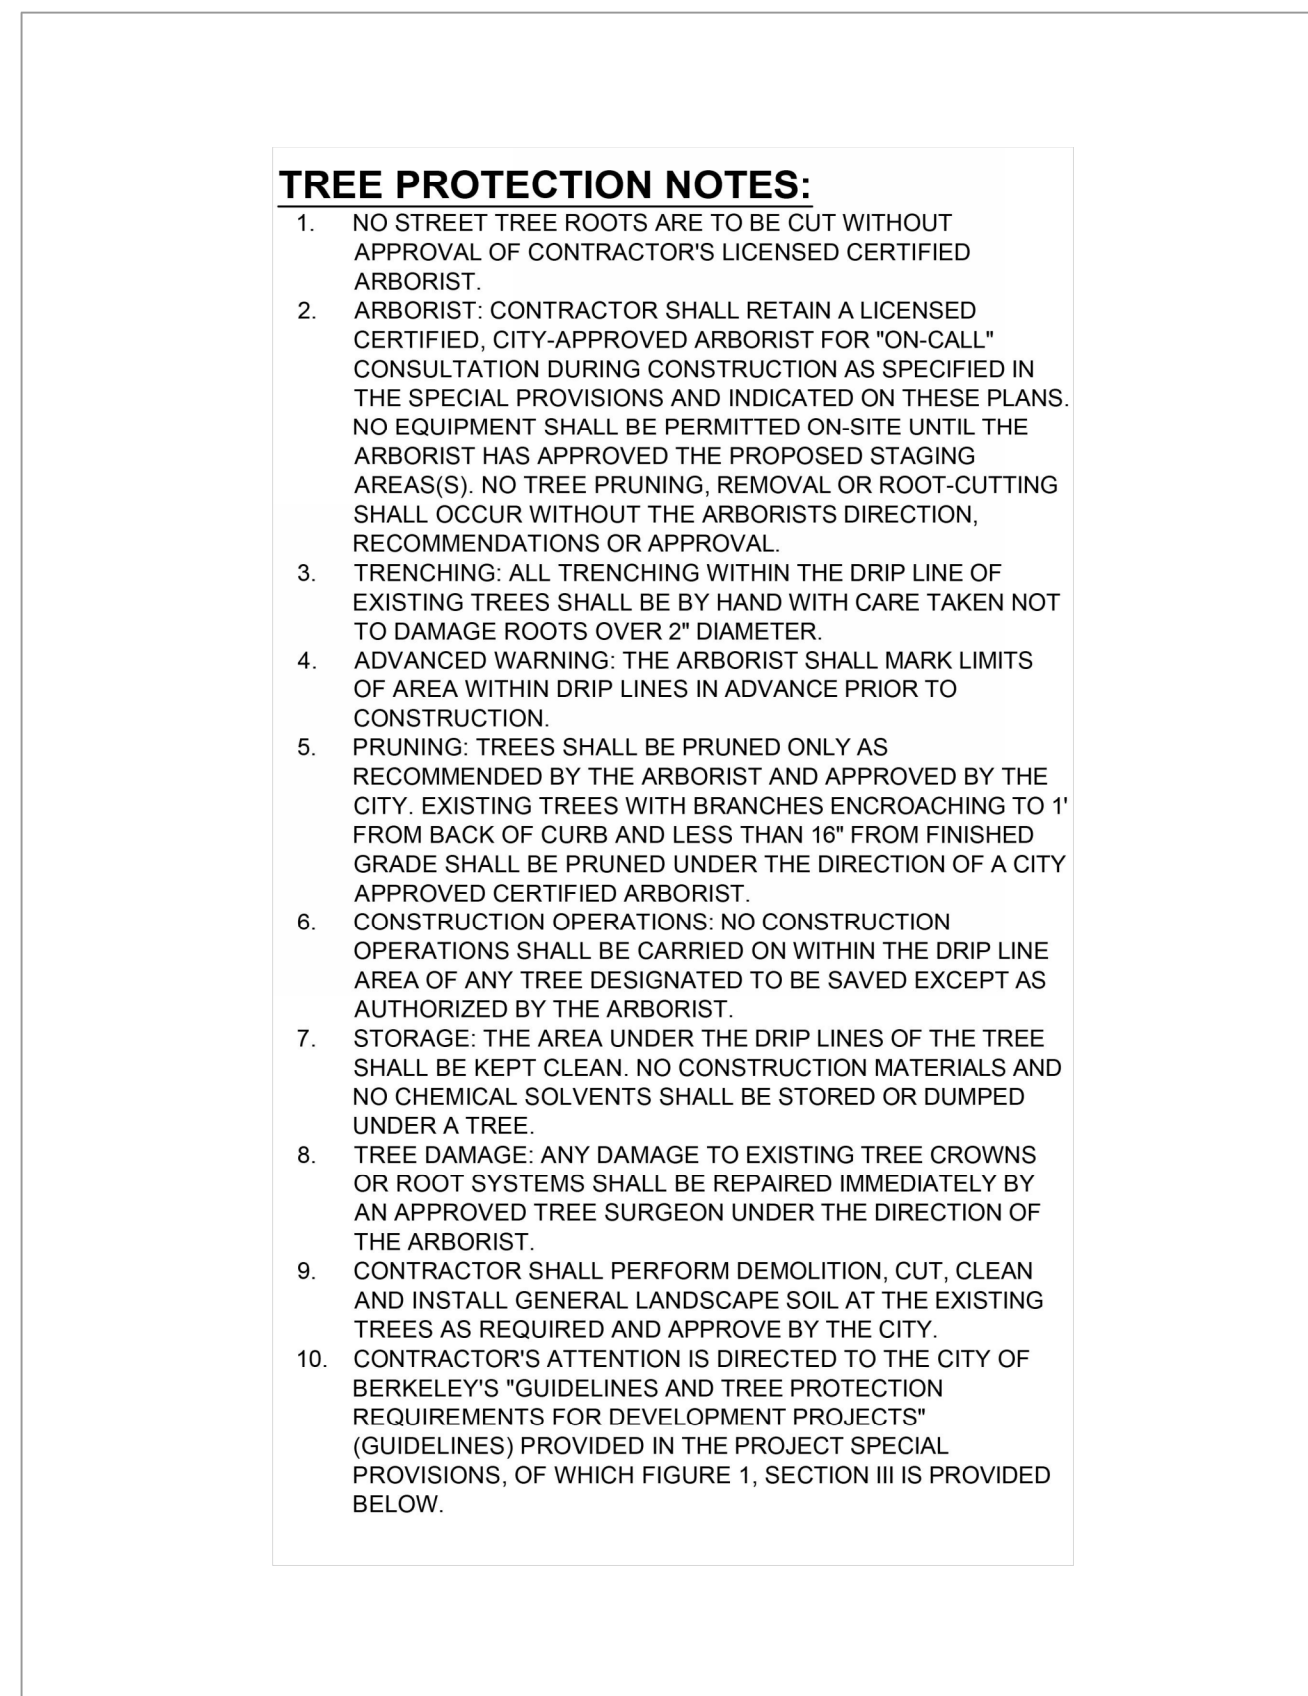 TREE PROTECTION NOTES:
1. NO STREET TREE ROOTS ARE TO BE CUT WITHOUT
APPROVAL OF CONTRACTOR'S LICENSED CERTIFIED
ARBORIST.
2. ARBORIST: CONTRACTOR SHALL RETAIN A LICENSED
CERTIFIED, CITY-APPROVED ARBORIST FOR "ON-CALL"
CONSULTATION DURING CONSTRUCTION AS SPECIFIED IN
THE SPECIAL PROVISIONS AND INDICATED ON THESE PLANS.
NO EQUIPMENT SHALL BE PERMITTED ON-SITE UNTIL THE
ARBORIST HAS APPROVED THE PROPOSED STAGING
AREAS(S). NO TREE PRUNING, REMOVAL OR ROOT-CUTTING
SHALL OCCUR WITHOUT THE ARBORISTS DIRECTION,
RECOMMENDATIONS OR APPROVAL.
3. TRENCHING: ALL TRENCHING WITHIN THE DRIP LINE OF
EXISTING TREES SHALL BE BY HAND WITH CARE TAKEN NOT
TO DAMAGE ROOTS OVER 2" DIAMETER.
4. ADVANCED WARNING: THE ARBORIST SHALL MARK LIMITS
OF AREA WITHIN DRIP LINES IN ADVANCE PRIOR TO
CONSTRUCTION.
5. PRUNING: TREES SHALL BE PRUNED ONLY AS
RECOMMENDED BY THE ARBORIST AND APPROVED BY THE
CITY. EXISTING TREES WITH BRANCHES ENCROACHING TO 1'
FROM BACK OF CURB AND LESS THAN 16" FROM FINISHED
GRADE SHALL BE PRUNED UNDER THE DIRECTION OF A CITY
APPROVED CERTIFIED ARBORIST.
6. CONSTRUCTION OPERATIONS: NO CONSTRUCTION
OPERATIONS SHALL BE CARRIED ON WITHIN THE DRIP LINE
AREA OF ANY TREE DESIGNATED TO BE SAVED EXCEPT AS
AUTHORIZED BY THE ARBORIST.
7. STORAGE: THE AREA UNDER THE DRIP LINES OF THE TREE
SHALL BE KEPT CLEAN. NO CONSTRUCTION MATERIALS AND
NO CHEMICAL SOLVENTS SHALL BE STORED OR DUMPED
UNDER A TREE.
8. TREE DAMAGE: ANY DAMAGE TO EXISTING TREE CROWNS
OR ROOT SYSTEMS SHALL BE REPAIRED IMMEDIATELY BY
AN APPROVED TREE SURGEON UNDER THE DIRECTION OF
THE ARBORIST.
9. CONTRACTOR SHALL PERFORM DEMOLITION, CUT, CLEAN
AND INSTALL GENERAL LANDSCAPE SOIL AT THE EXISTING
TREES AS REQUIRED AND APPROVE BY THE CITY.
10. CONTRACTOR'S ATTENTION IS DIRECTED TO THE CITY OF
BERKELEY'S "GUIDELINES AND TREE PROTECTION
REQUIREMENTS FOR DEVELOPMENT PROJECTS"
(GUIDELINES) PROVIDED IN THE PROJECT SPECIAL
PROVISIONS, OF WHICH FIGURE 1, SECTION III IS PROVIDED
BELOW.